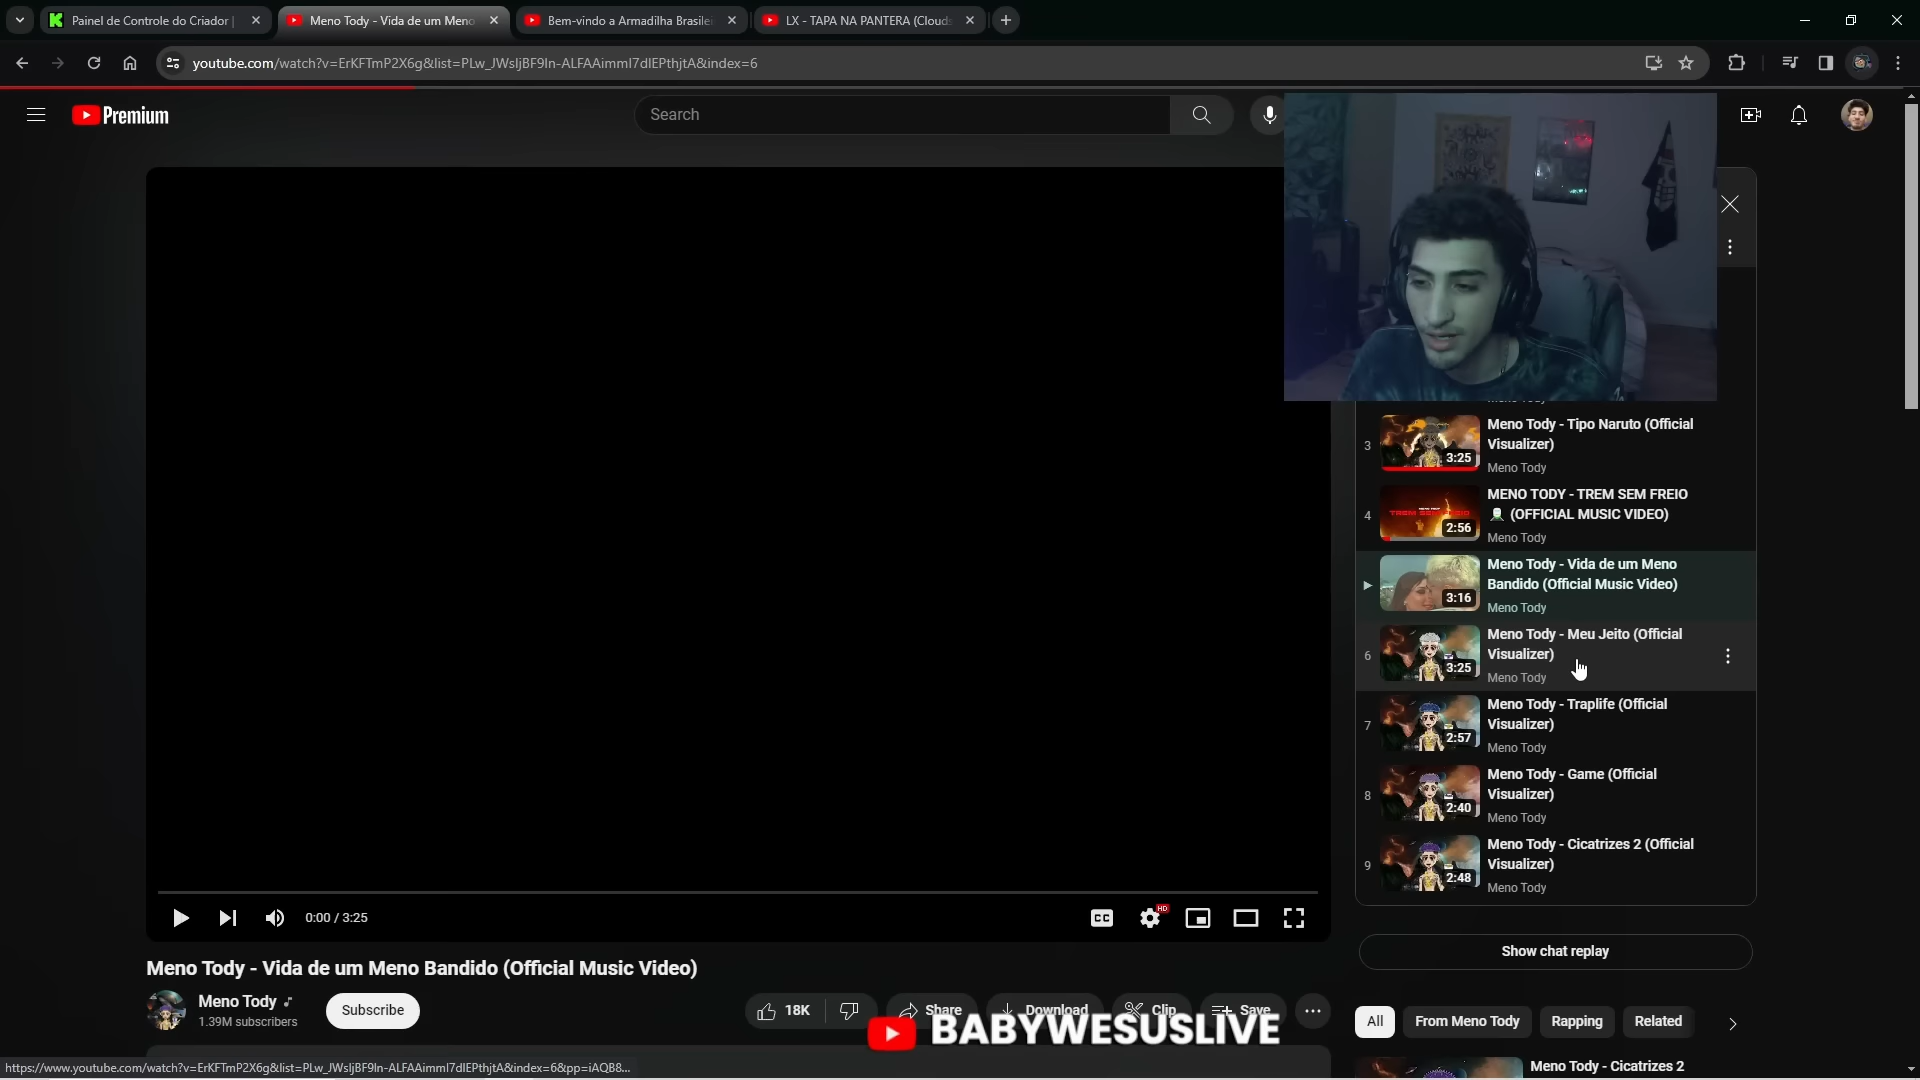 Painel de Controle do Criador |
Meno Tody - Vida de um Meno
Bem-vindo a Armadilha Brasilei
LX - TAPA NA PANTERA (Clouds
youtube.com/watch?v=ErKFTmP2X6g&list=PLw_JWsljBF9In-ALFAAimmI7dIEPthjtA&index=6
Premium
Search
3
3:25
Meno Tody - Tipo Naruto (Official
Visualizer)
Meno Tody
4
TREM SEM FREIO
2:56
MENO TODY - TREM SEM FREIO
(OFFICIAL MUSIC VIDEO)
Meno Tody
3:16
Meno Tody - Vida de um Meno
Bandido (Official Music Video)
Meno Tody
6
3:25
Meno Tody - Meu Jeito (Official
Visualizer)
Meno Tody
7
2:57
Meno Tody - Traplife (Official
Visualizer)
Meno Tody
8
2:40
Meno Tody - Game (Official
Visualizer)
Meno Tody
9
2:48
Meno Tody - Cicatrizes 2 (Official
Visualizer)
Meno Tody
0:00 / 3:25
CC
HD
Show chat replay
Meno Tody - Vida de um Meno Bandido (Official Music Video)
Meno Tody
1.39M subscribers
Subscribe
18K
Share
Download
Clip
Save
BABYWESUSLIVE
All
From Meno Tody
Rapping
Related
Meno Tody - Cicatrizes 2
https://www.youtube.com/watch?v=ErKFTmP2X6g&list=PLw_JWsljBF9In-ALFAAimmI7dIEPthjtA&index=6&pp=iAQB8...